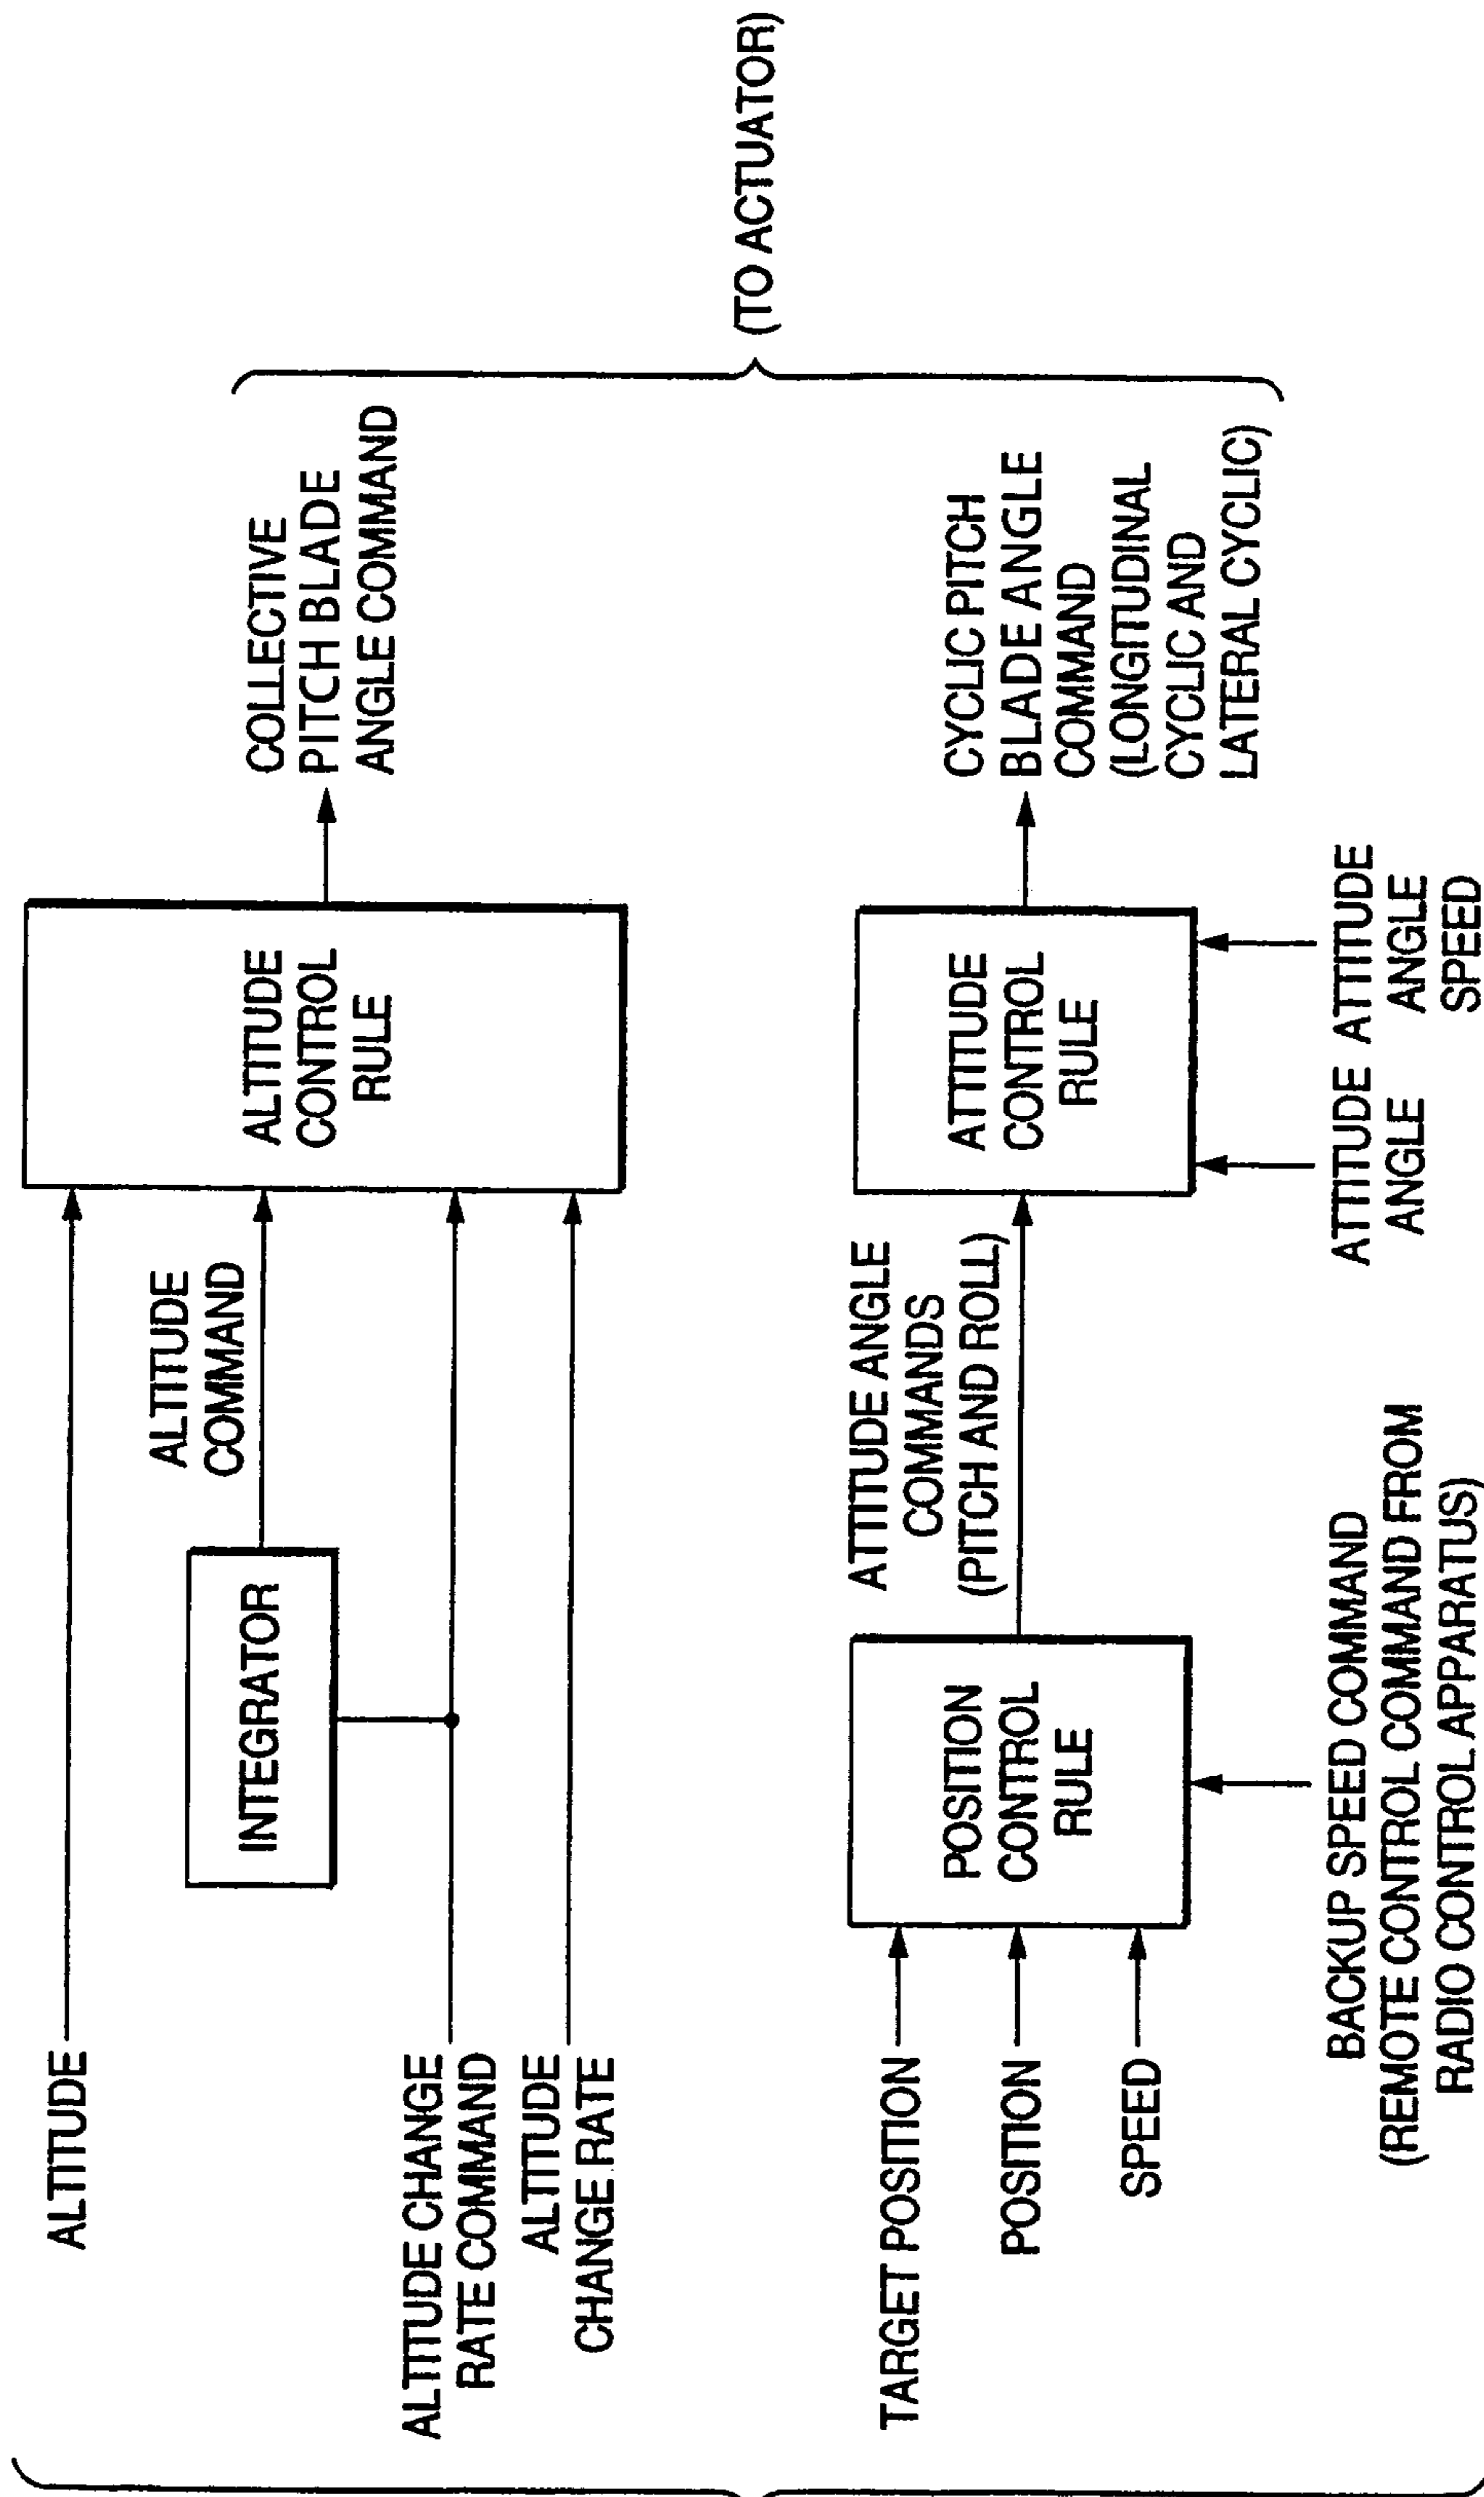 ALTITUDE
ALTITUDE CHANGE
RATE COMMAND
ALTITUDE
CHANGE RATE
INTEGRATOR
ALTITUDE
COMMAND
ALTITUDE
CONTROL
RULE
COLLECTIVE
PITCH BLADE
ANGLE COMMAND
(TO ACTUATOR)
TARGET POSITION
POSITION
SPEED
POSITION
CONTROL
RULE
BACKUP SPEED COMMAND
(REMOTE CONTROL COMMAND FROM
RADIO CONTROL APPARATUS)
ATTITUDE ANGLE
COMMANDS
(PITCH AND ROLL)
ATTITUDE
CONTROL
RULE
ATTITUDE
ANGLE
ATTITUDE
ANGLE
SPEED
CYCLIC PITCH
BLADE ANGLE
COMMAND
(LONGITUDINAL
CYCLIC AND
LATERAL CYCLIC)